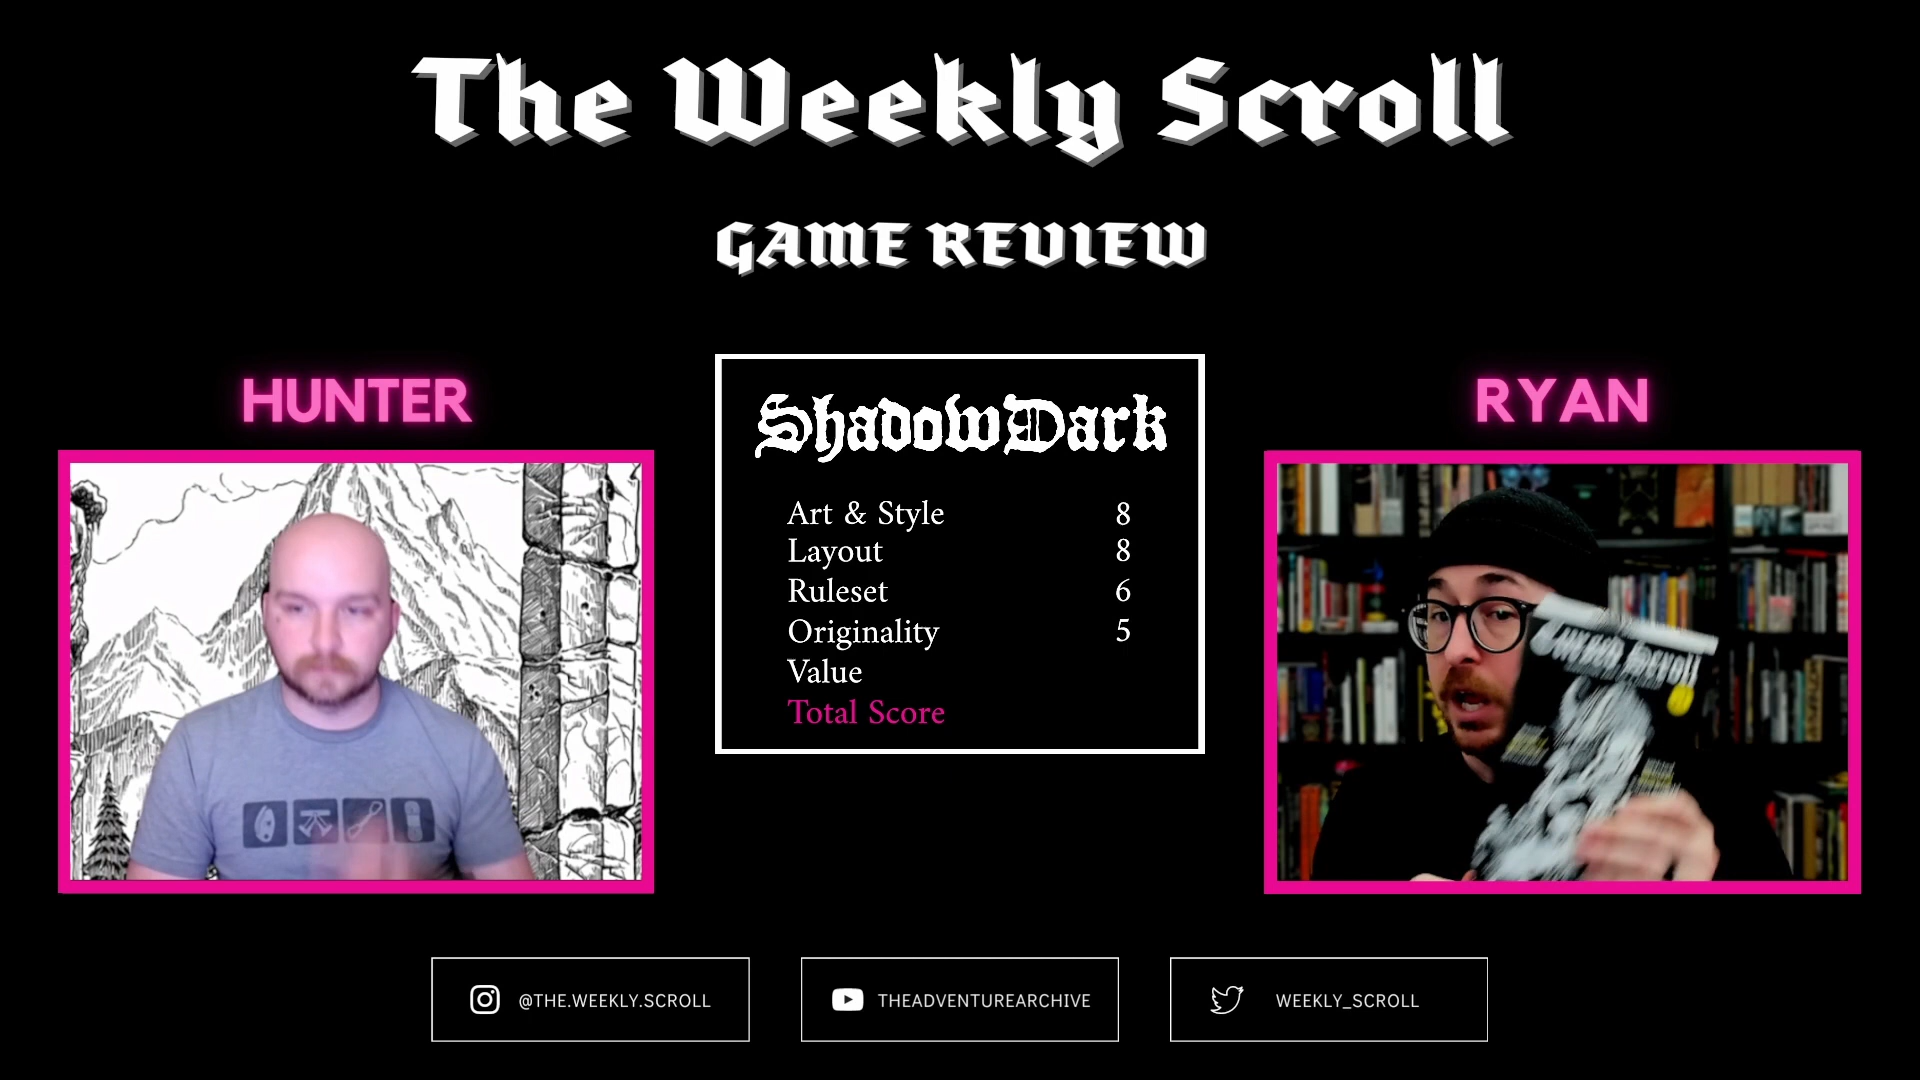 The Weekly Scroll
GAME REVIEW
HUNTER
RYAN
ShadowDark
Art & Style 8
Layout 8
Ruleset 6
Originality 5
Value
Total Score
@THE.WEEKLY.SCROLL
THEADVENTUREARCHIVE
WEEKLY_SCROLL